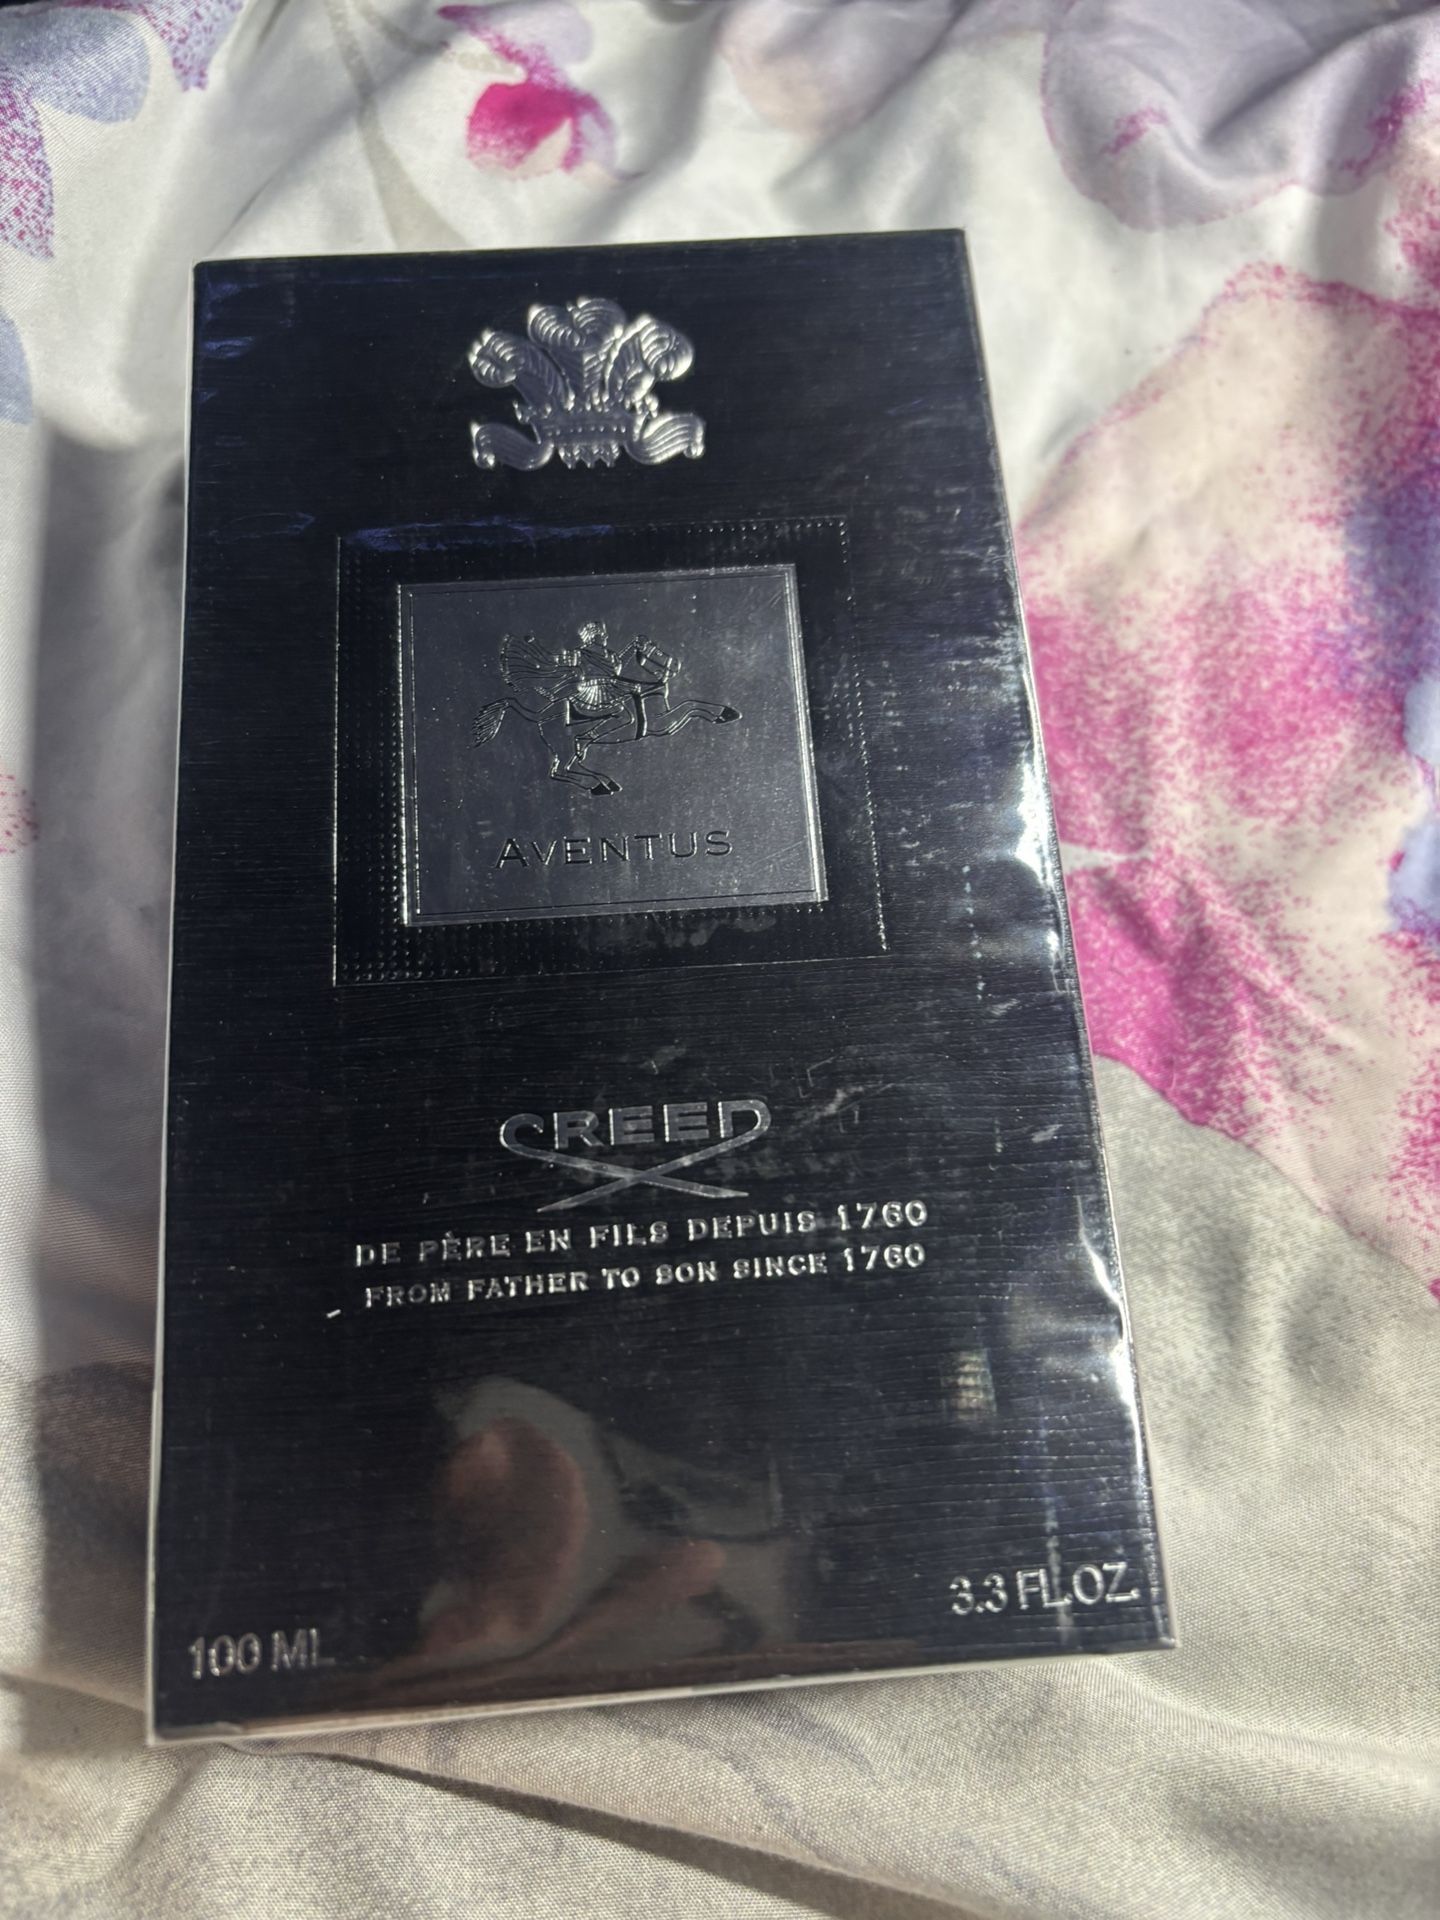 AVENTUS
CREED
DE PÈRE EN FILS DEPUIS 1760
FROM FATHER TO SON SINCE 1760
100 ML
3.3 FL.OZ.